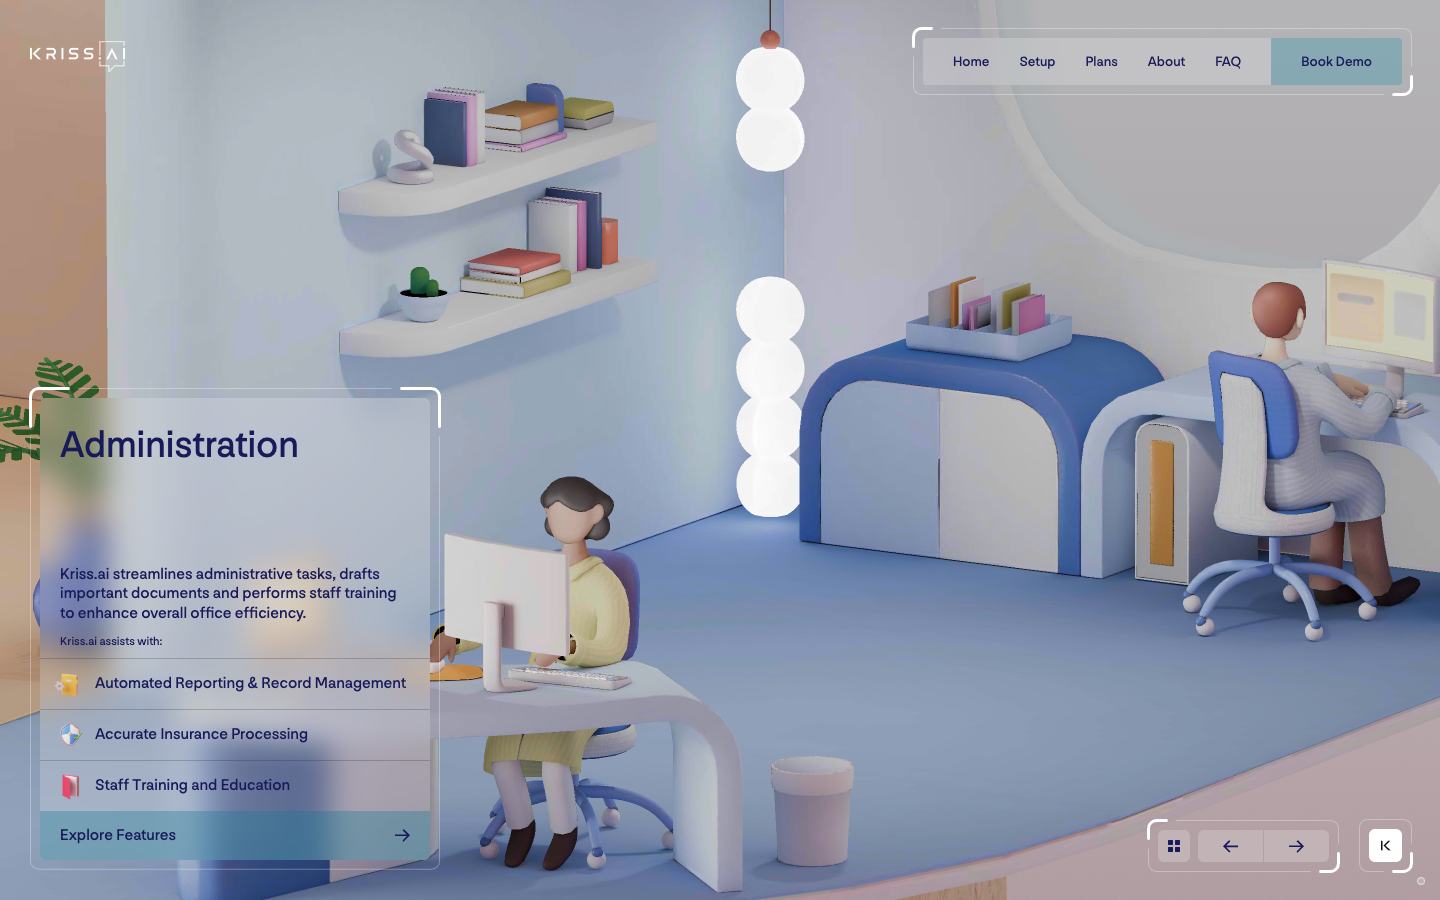 KRISS.AI
Home
Setup
Plans
About
FAQ
Book Demo
Administration
Kriss.ai streamlines administrative tasks, drafts
important documents and performs staff training
to enhance overall office efficiency.
Kriss.ai assists with:
Automated Reporting & Record Management
Accurate Insurance Processing
Staff Training and Education
Explore Features